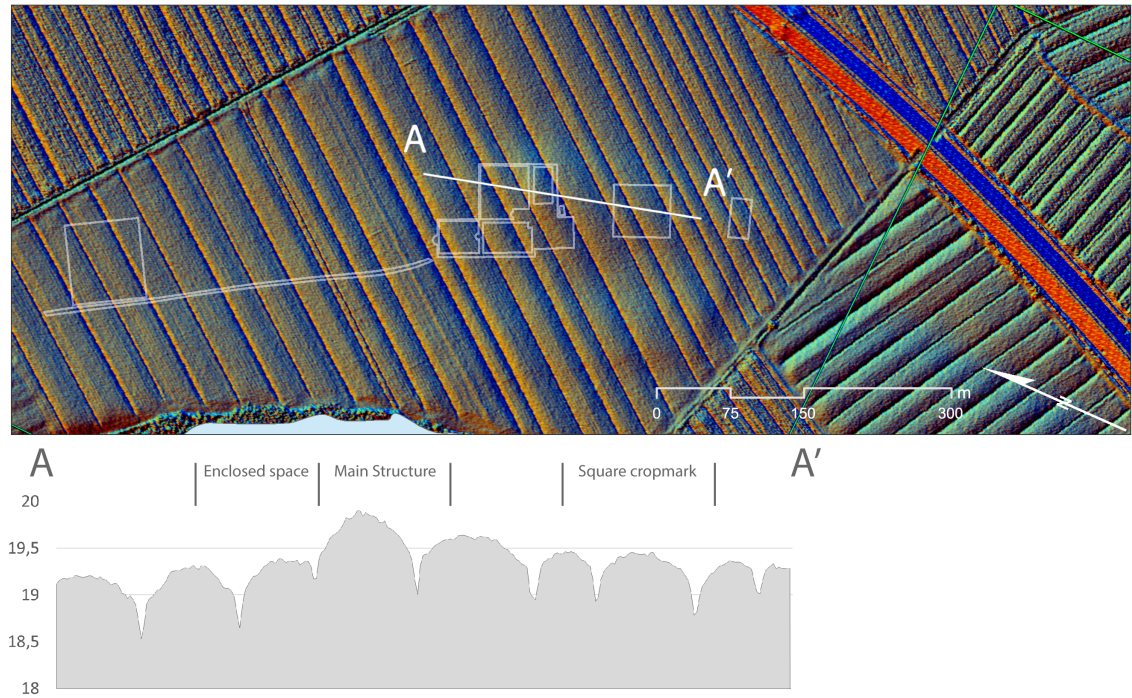 A
A’
m
0 75 150 300
N
A A’
Enclosed space Main Structure Square cropmark
20
19,5
19
18,5
18